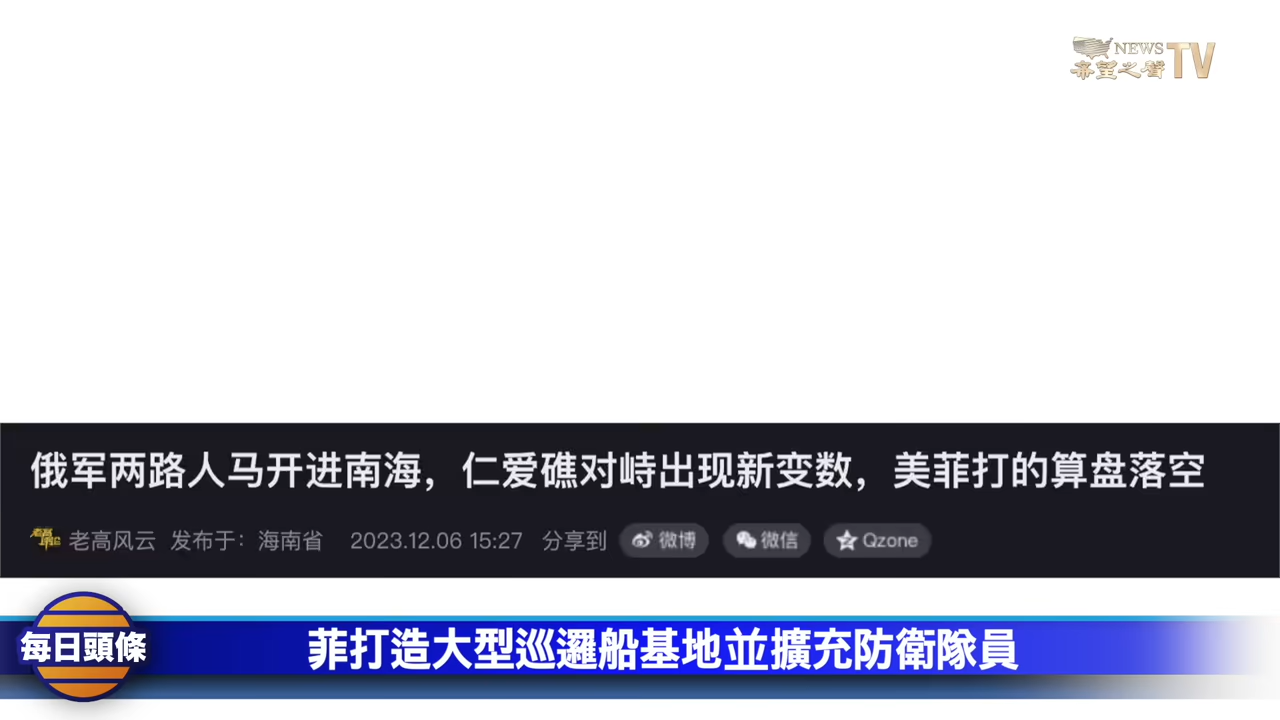 NEWS
希望之聲TV
俄军两路人马开进南海，仁爱礁对峙出现新变数，美菲打的算盘落空
老高风云 发布于：海南省 2023.12.06 15:27 分享到 微博 微信 Qzone
每日頭條
菲打造大型巡邏船基地並擴充防衛隊員